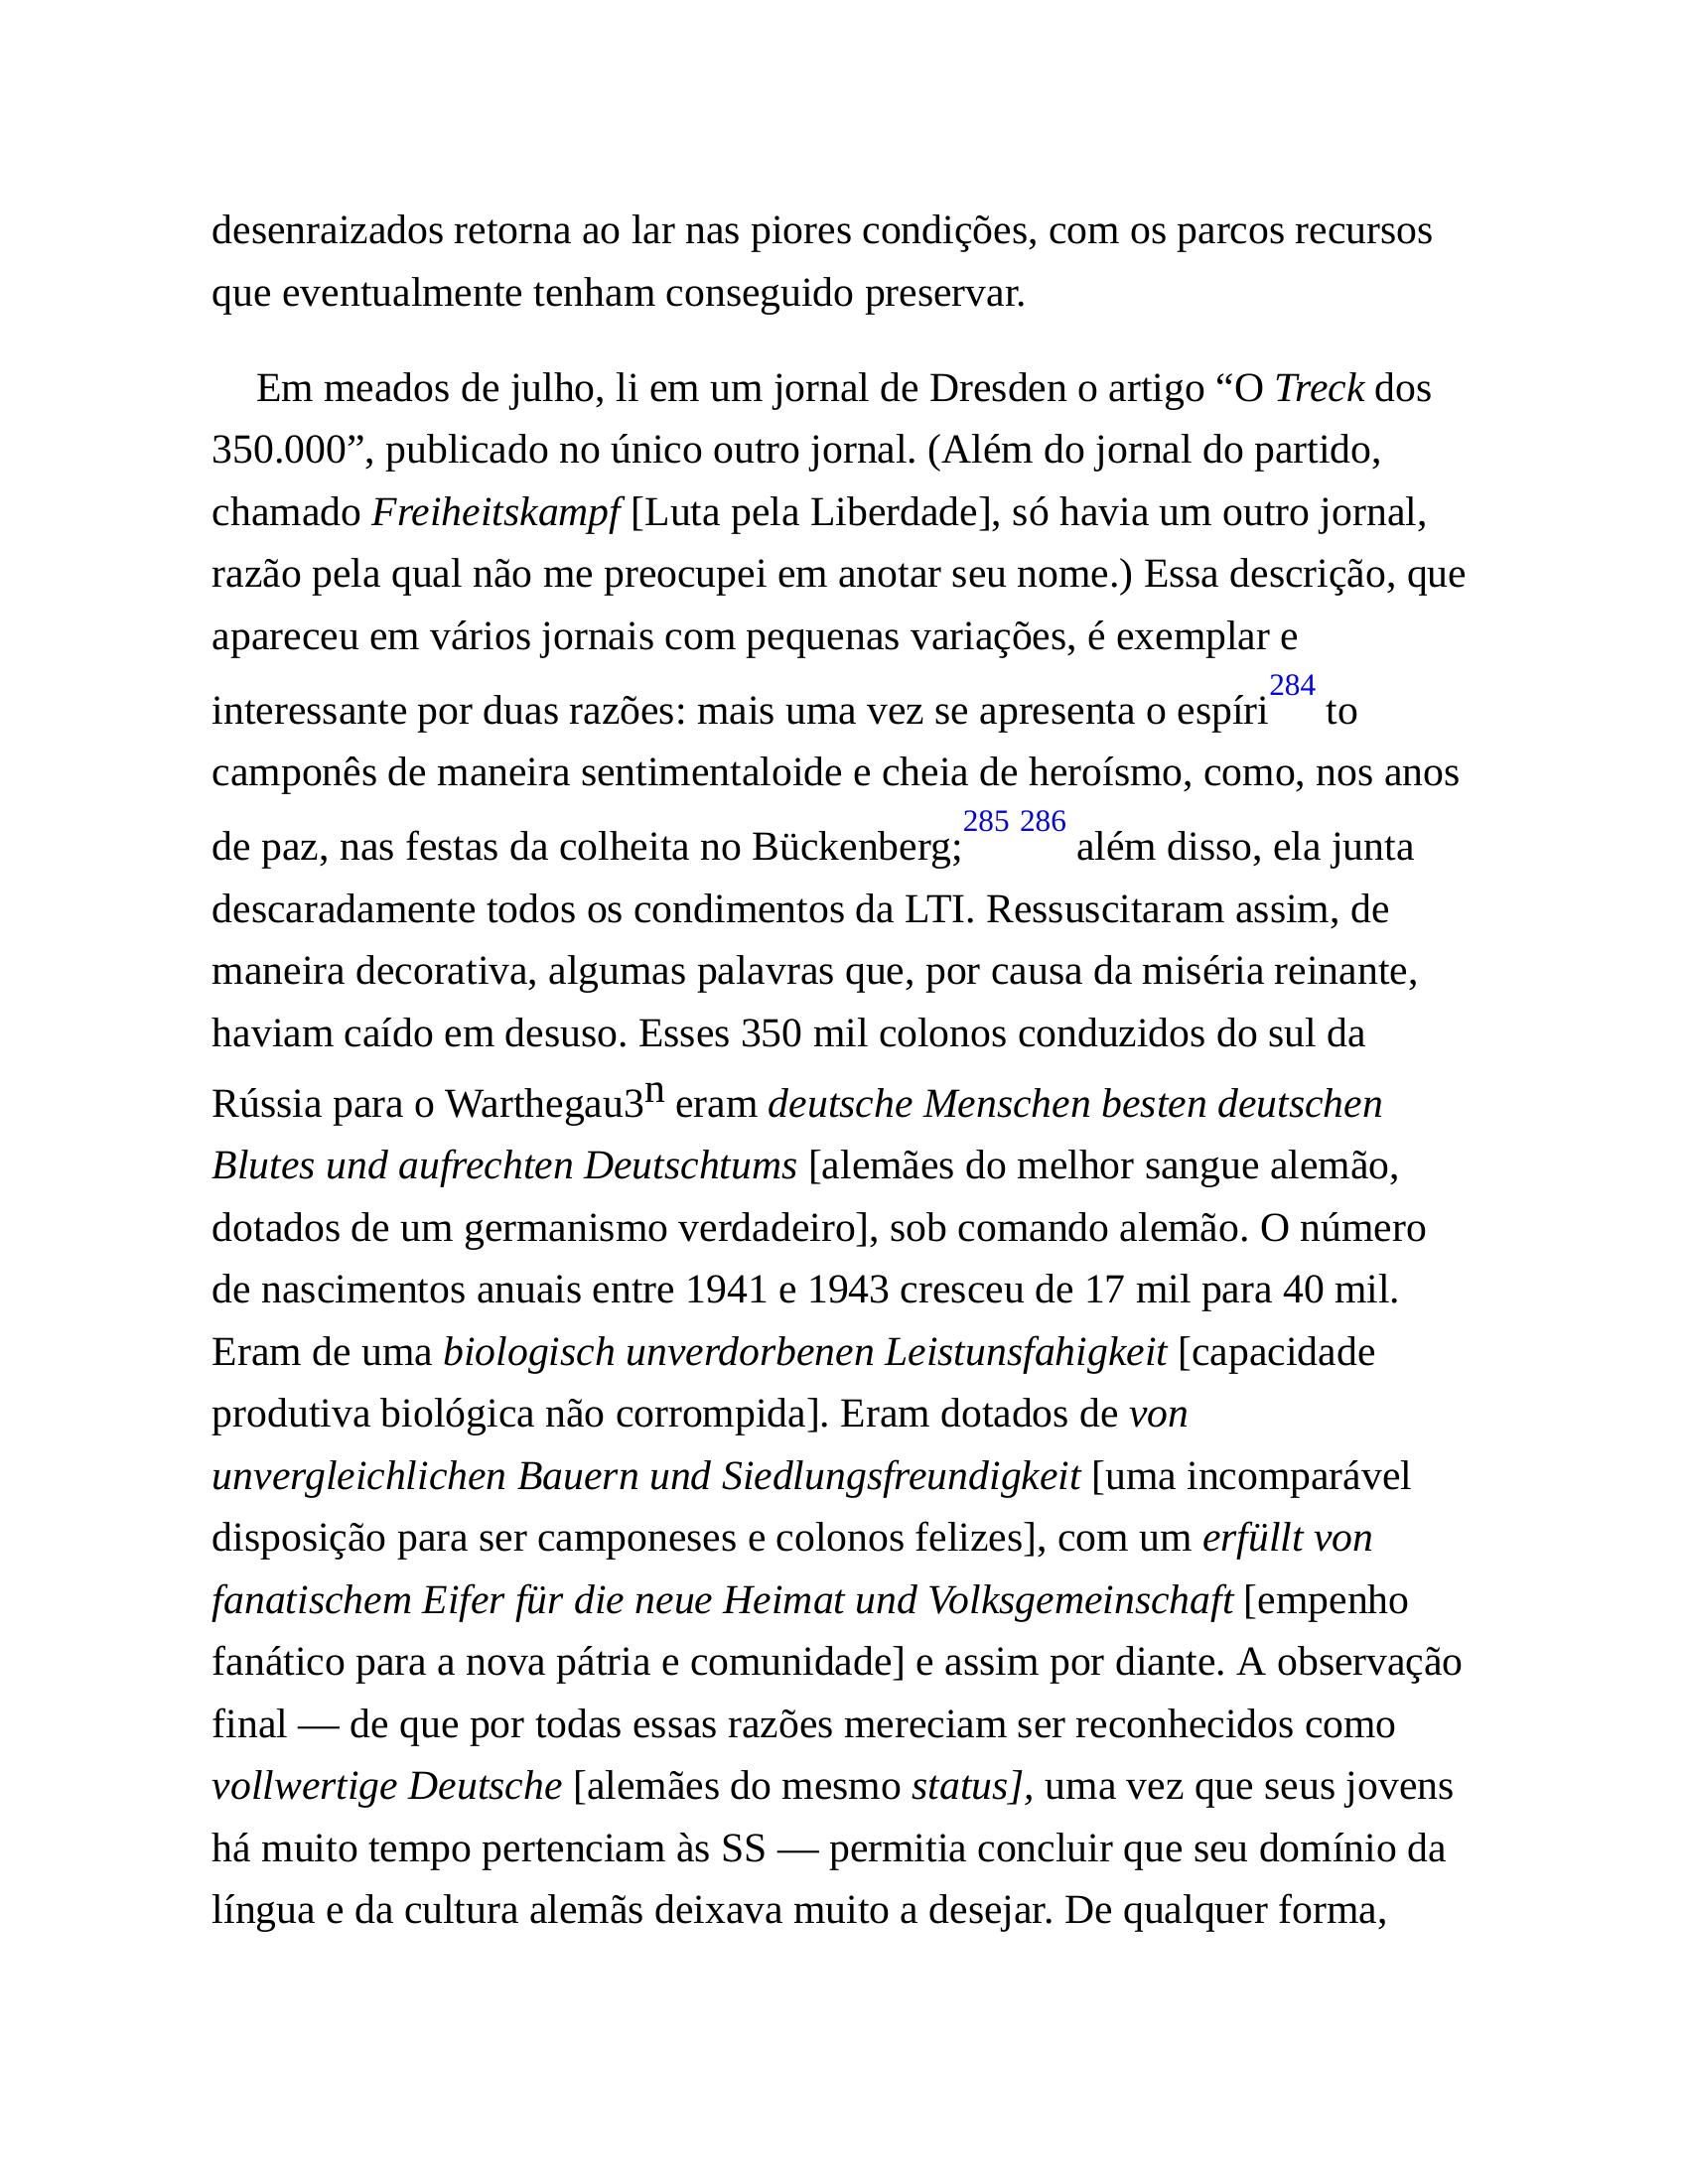 desenraizados retorna ao lar nas piores condições, com os parcos recursos
que eventualmente tenham conseguido preservar.
Em meados de julho, li em um jornal de Dresden o artigo “O Treck dos
350.000”, publicado no único outro jornal. (Além do jornal do partido,
chamado Freiheitskampf [Luta pela Liberdade], só havia um outro jornal,
razão pela qual não me preocupei em anotar seu nome.) Essa descrição, que
apareceu em vários jornais com pequenas variações, é exemplar e
interessante por duas razões: mais uma vez se apresenta o espíri284 to
camponês de maneira sentimentaloide e cheia de heroísmo, como, nos anos
de paz, nas festas da colheita no Bückenberg;285 286 além disso, ela junta
descaradamente todos os condimentos da LTI. Ressuscitaram assim, de
maneira decorativa, algumas palavras que, por causa da miséria reinante,
haviam caído em desuso. Esses 350 mil colonos conduzidos do sul da
Rússia para o Warthegau3n eram deutsche Menschen besten deutschen
Blutes und aufrechten Deutschtums [alemães do melhor sangue alemão,
dotados de um germanismo verdadeiro], sob comando alemão. O número
de nascimentos anuais entre 1941 e 1943 cresceu de 17 mil para 40 mil.
Eram de uma biologisch unverdorbenen Leistunsfahigkeit [capacidade
produtiva biológica não corrompida]. Eram dotados de von
unvergleichlichen Bauern und Siedlungsfreundigkeit [uma incomparável
disposição para ser camponeses e colonos felizes], com um erfüllt von
fanatischem Eifer für die neue Heimat und Volksgemeinschaft [empenho
fanático para a nova pátria e comunidade] e assim por diante. A observação
final — de que por todas essas razões mereciam ser reconhecidos como
vollwertige Deutsche [alemães do mesmo status], uma vez que seus jovens
há muito tempo pertenciam às SS — permitia concluir que seu domínio da
língua e da cultura alemãs deixava muito a desejar. De qualquer forma,